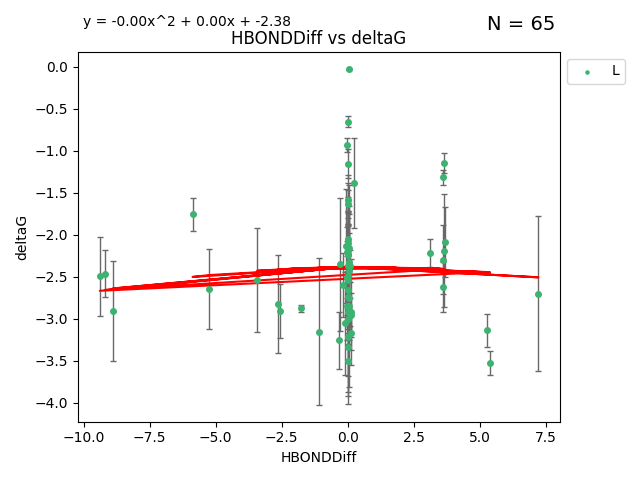 y = -0.00x^2 + 0.00x + -2.38
N = 65
HBONDDiff vs deltaG
L
0.0
−0.5
−1.0
−1.5
−2.0
−2.5
−3.0
−3.5
−4.0
deltaG
−10.0 −7.5 −5.0 −2.5 0.0 2.5 5.0 7.5
HBONDDiff